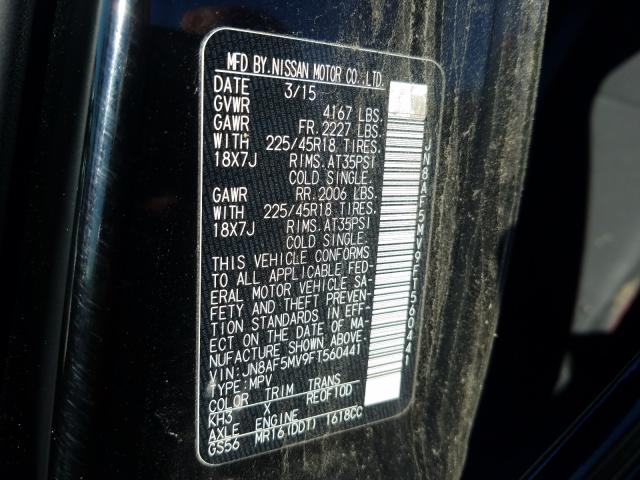 MFD BY.NISSAN MOTOR CO.,LTD.
DATE 3/15
GVWR 4167 LBS.
GAWR FR. 2227 LBS.
WITH 225/45R18 TIRES.
18X7J RIMS. AT35PSI
COLD SINGLE.
GAWR RR. 2006 LBS.
WITH 225/45R18 TIRES.
18X7J RIMS. AT35PSI
COLD SINGLE.
THIS VEHICLE CONFORMS
TO ALL APPLICABLE FED-
ERAL MOTOR VEHICLE SA-
FETY AND THEFT PREVEN-
TION STANDARDS IN EFF-
ECT ON THE DATE OF MA-
NUFACTURE SHOWN ABOVE.
VIN: JN8AF5MV9FT560441
TYPE: MPV
COLOR TRIM TRANS
KH3 X RE0F10D
AXLE ENGINE
GS56 MR16(DDT) 1618CC
JN8AF5MV9FT560441